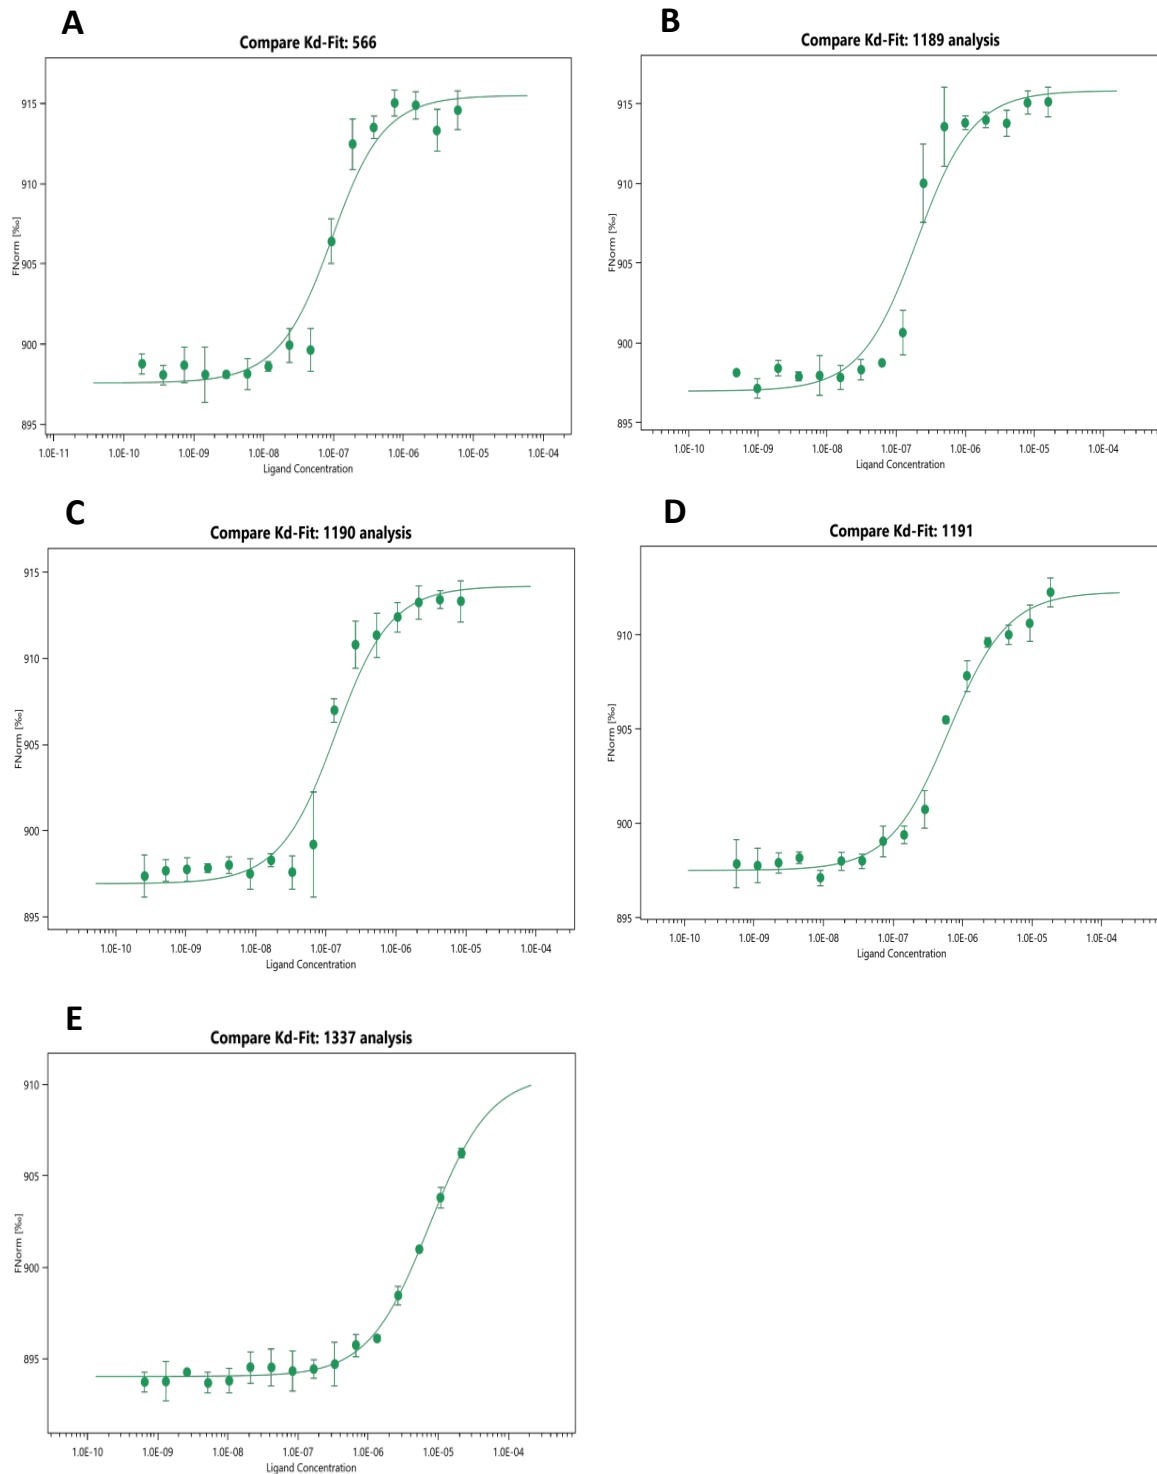 A
Compare Kd-Fit: 566
915
910
905
900
895
FNorm [‰]
1.0E-11 1.0E-10 1.0E-09 1.0E-08 1.0E-07 1.0E-06 1.0E-05 1.0E-04
Ligand Concentration
B
Compare Kd-Fit: 1189 analysis
915
910
905
900
895
FNorm [‰]
1.0E-10 1.0E-09 1.0E-08 1.0E-07 1.0E-06 1.0E-05 1.0E-04
Ligand Concentration
C
Compare Kd-Fit: 1190 analysis
915
910
905
900
895
FNorm [‰]
1.0E-10 1.0E-09 1.0E-08 1.0E-07 1.0E-06 1.0E-05 1.0E-04
Ligand Concentration
D
Compare Kd-Fit: 1191
910
905
900
895
FNorm [‰]
1.0E-10 1.0E-09 1.0E-08 1.0E-07 1.0E-06 1.0E-05 1.0E-04
Ligand Concentration
E
Compare Kd-Fit: 1337 analysis
910
905
900
895
FNorm [‰]
1.0E-10 1.0E-09 1.0E-08 1.0E-07 1.0E-06 1.0E-05 1.0E-04
Ligand Concentration